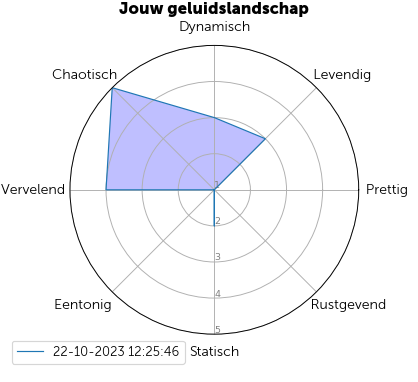 Jouw geluidslandschap
Dynamisch
Chaotisch
Levendig
Vervelend
1
Prettig
2
3
4
Eentonig
Rustgevend
5
22-10-2023 12:25:46
Statisch